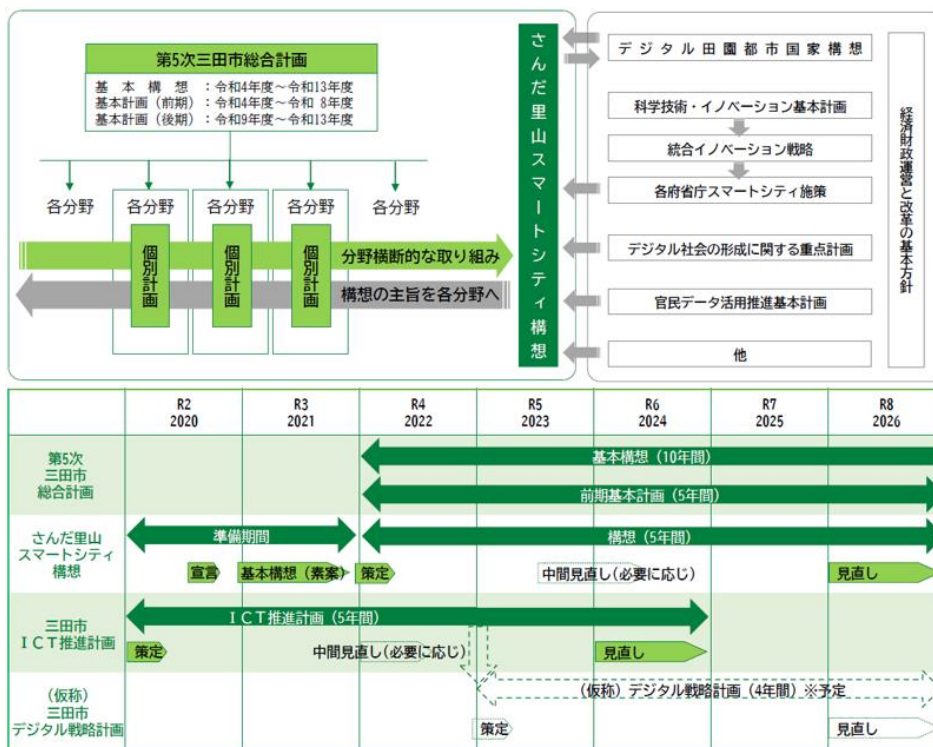 第5次三田市総合計画
基　本　構　想　：令和4年度～令和13年度
基本計画（前期）：令和4年度～令和 8年度
基本計画（後期）：令和9年度～令和13年度
各分野
各分野
各分野
各分野
各分野
個別計画
個別計画
個別計画
分野横断的な取り組み
構想の主旨を各分野へ
さんだ里山スマートシティ構想
デジタル田園都市国家構想
科学技術・イノベーション基本計画
統合イノベーション戦略
各府省庁スマートシティ施策
デジタル社会の形成に関する重点計画
官民データ活用推進基本計画
他
経済財政運営と改革の基本方針
R2 R3 R4 R5 R6 R7 R8
2020 2021 2022 2023 2024 2025 2026
第5次
三田市
総合計画
基本構想（10年間）
前期基本計画（5年間）
さんだ里山
スマートシティ
構想
準備期間
構想（5年間）
宣言
基本構想（素案）
策定
中間見直し（必要に応じ）
見直し
三田市
ＩＣＴ推進計画
ＩＣＴ推進計画（5年間）
策定
中間見直し（必要に応じ）
見直し
（仮称）
三田市
デジタル戦略計画
（仮称）デジタル戦略計画（4年間）※予定
策定
見直し